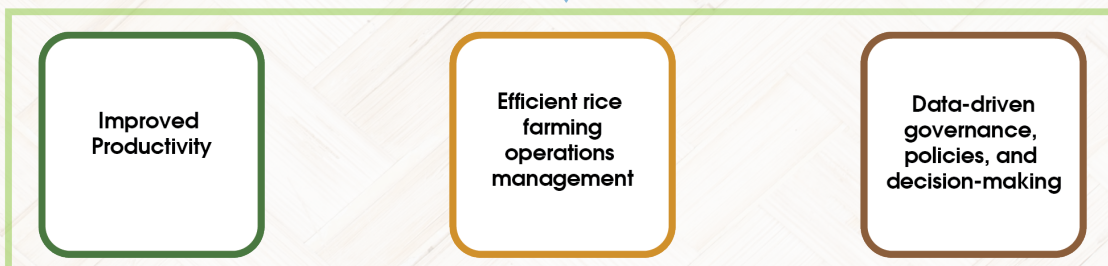 Improved
Productivity
Efficient rice
farming
operations
management
Data-driven
governance,
policies, and
decision-making